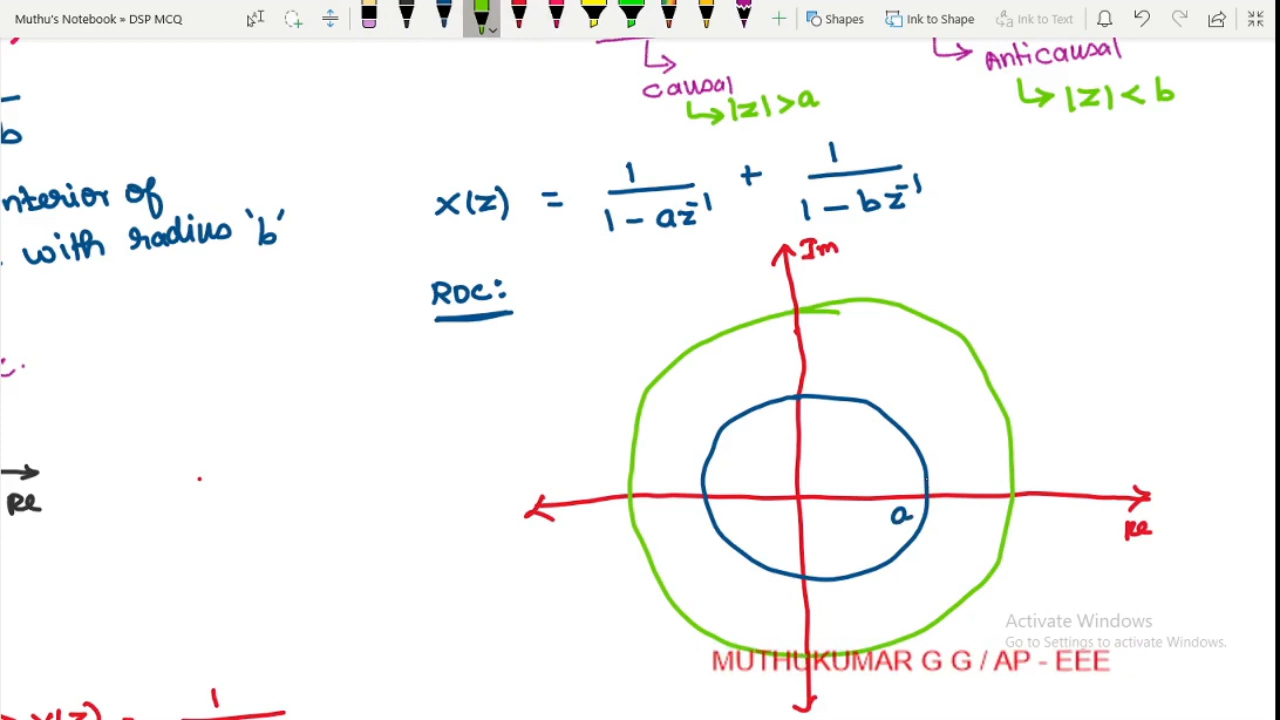 Muthu's Notebook » DSP MCQ
Shapes
Ink to Shape
Ink to Text
Anticausal
causal
|z| > a
|z| < b
b
nterior of
with radius 'b'
X(z) = 1/(1 - az⁻¹) + 1/(1 - bz⁻¹)
Im
ROC:
c.
Re
a
Re
Activate Windows
Go to Settings to activate Windows.
MUTHUKUMAR G G / AP - EEE
X(z) = 1